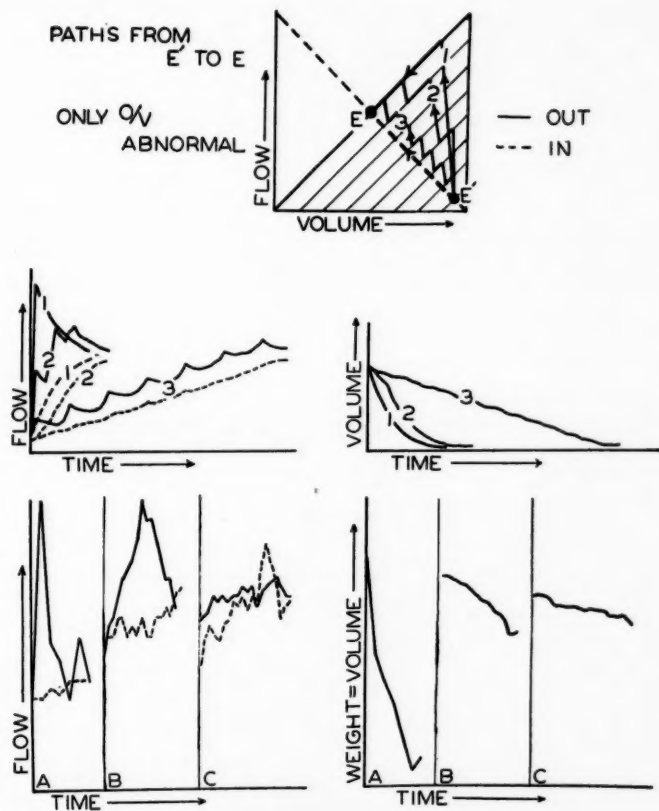 PATHS FROM
E' TO E
ONLY O/V
ABNORMAL
FLOW
VOLUME
E
E'
1
2
3
OUT
IN
FLOW
TIME
1
2
1
2
3
VOLUME
TIME
1
2
3
FLOW
A
B
C
TIME
WEIGHT = VOLUME
A
B
C
TIME